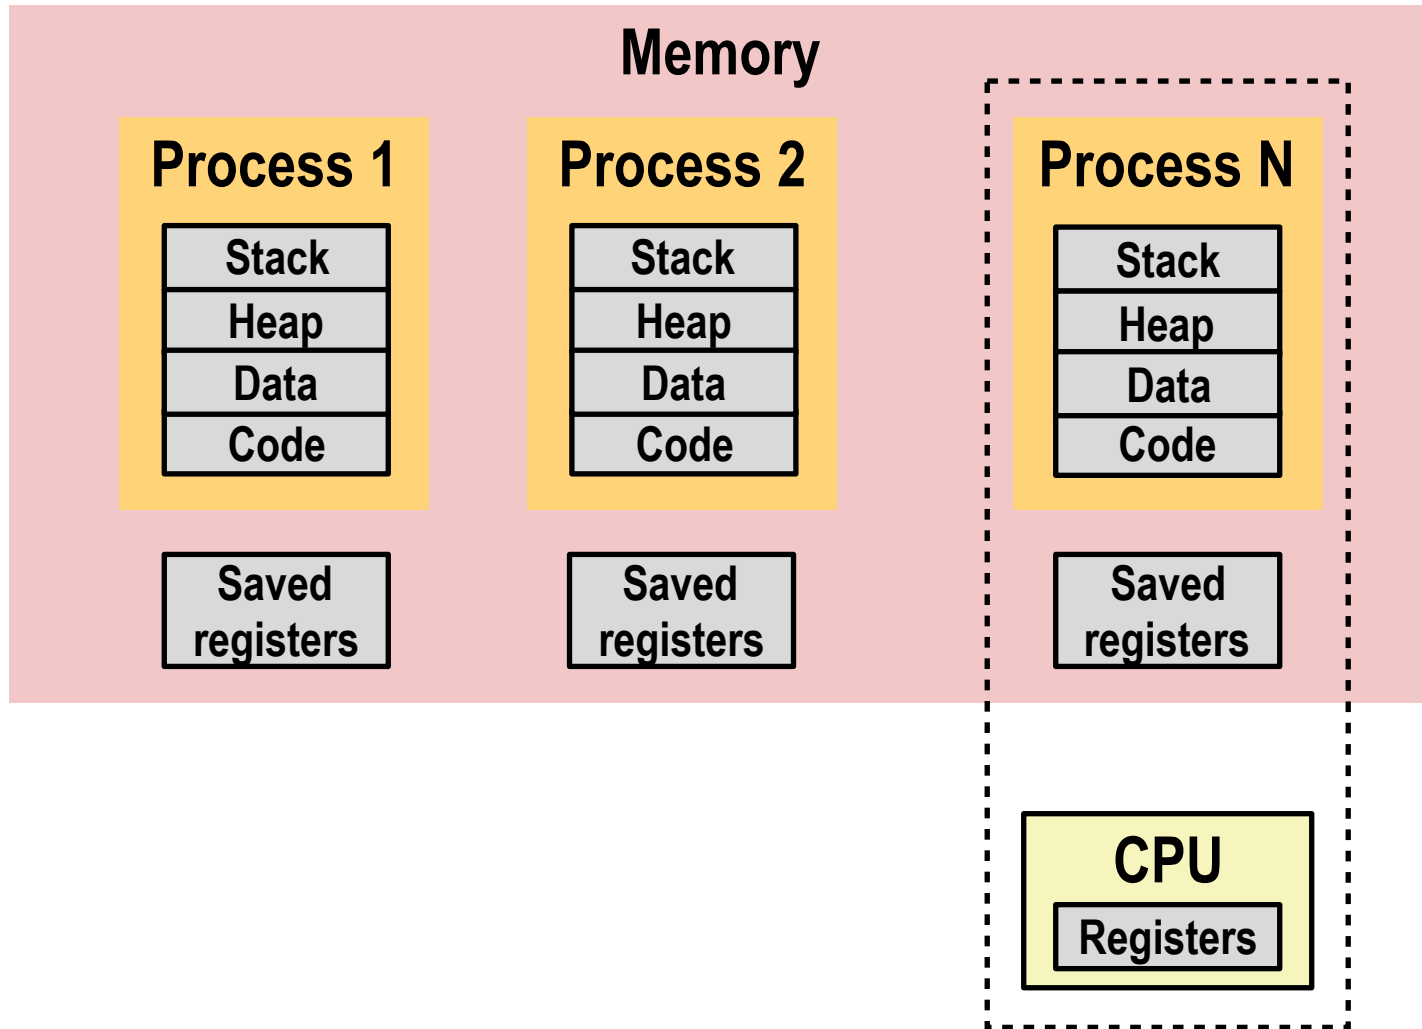 Memory
Process 1
Stack
Heap
Data
Code
Saved
registers
Process 2
Stack
Heap
Data
Code
Saved
registers
Process N
Stack
Heap
Data
Code
Saved
registers
CPU
Registers